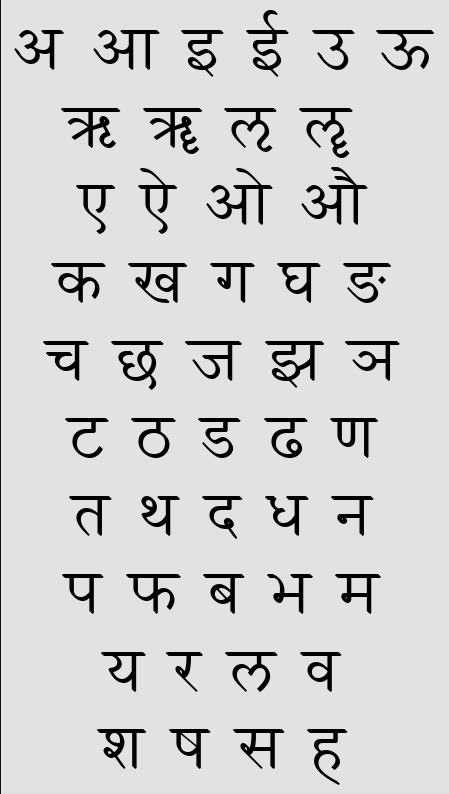 अ आ इ ई उ ऊ
ऋ ॠ ऌ ॡ
ए ऐ ओ औ
क ख ग घ ङ
च छ ज झ ञ
ट ठ ड ढ ण
त थ द ध न
प फ ब भ म
य र ल व
श ष स ह